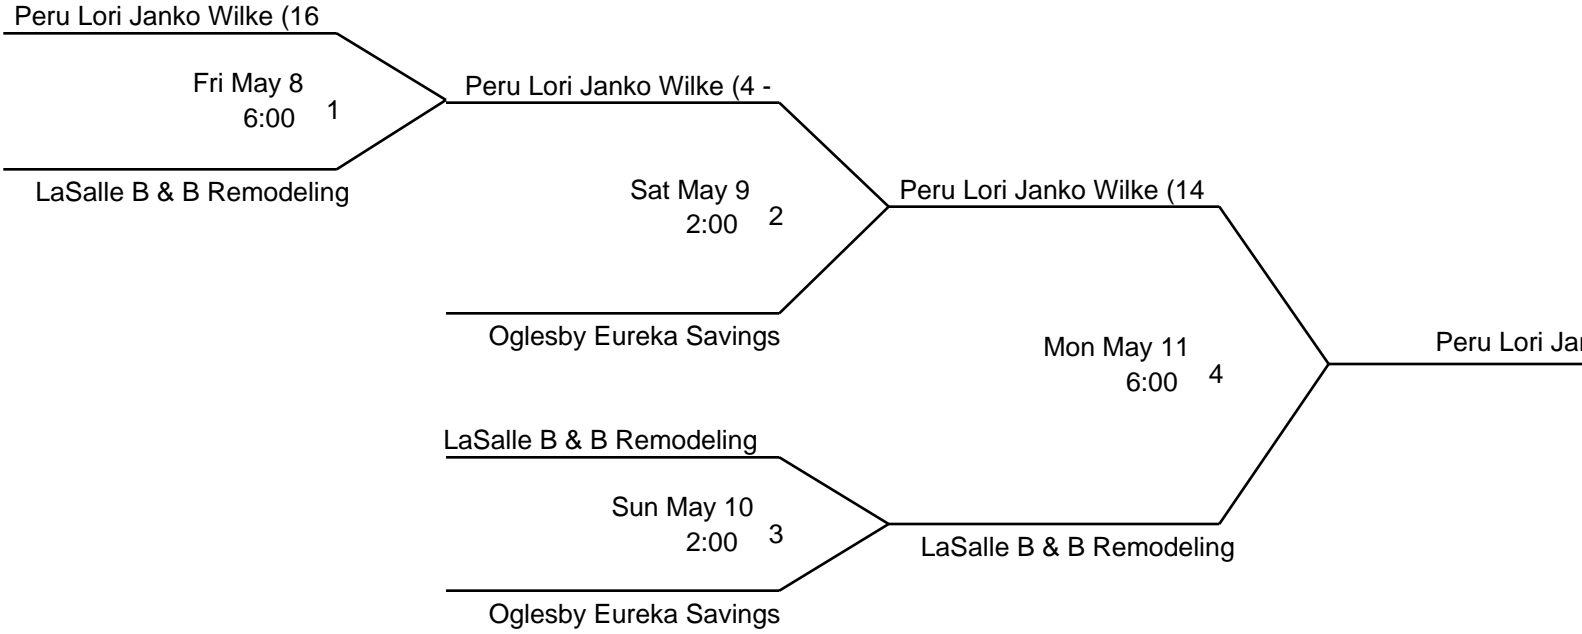 Peru Lori Janko Wilke (16
Fri May 8
6:00 1
LaSalle B & B Remodeling
Peru Lori Janko Wilke (4 -
Sat May 9
2:00 2
Oglesby Eureka Savings
LaSalle B & B Remodeling
Sun May 10
2:00 3
Oglesby Eureka Savings
Peru Lori Janko Wilke (14
Mon May 11
6:00 4
LaSalle B & B Remodeling
Peru Lori